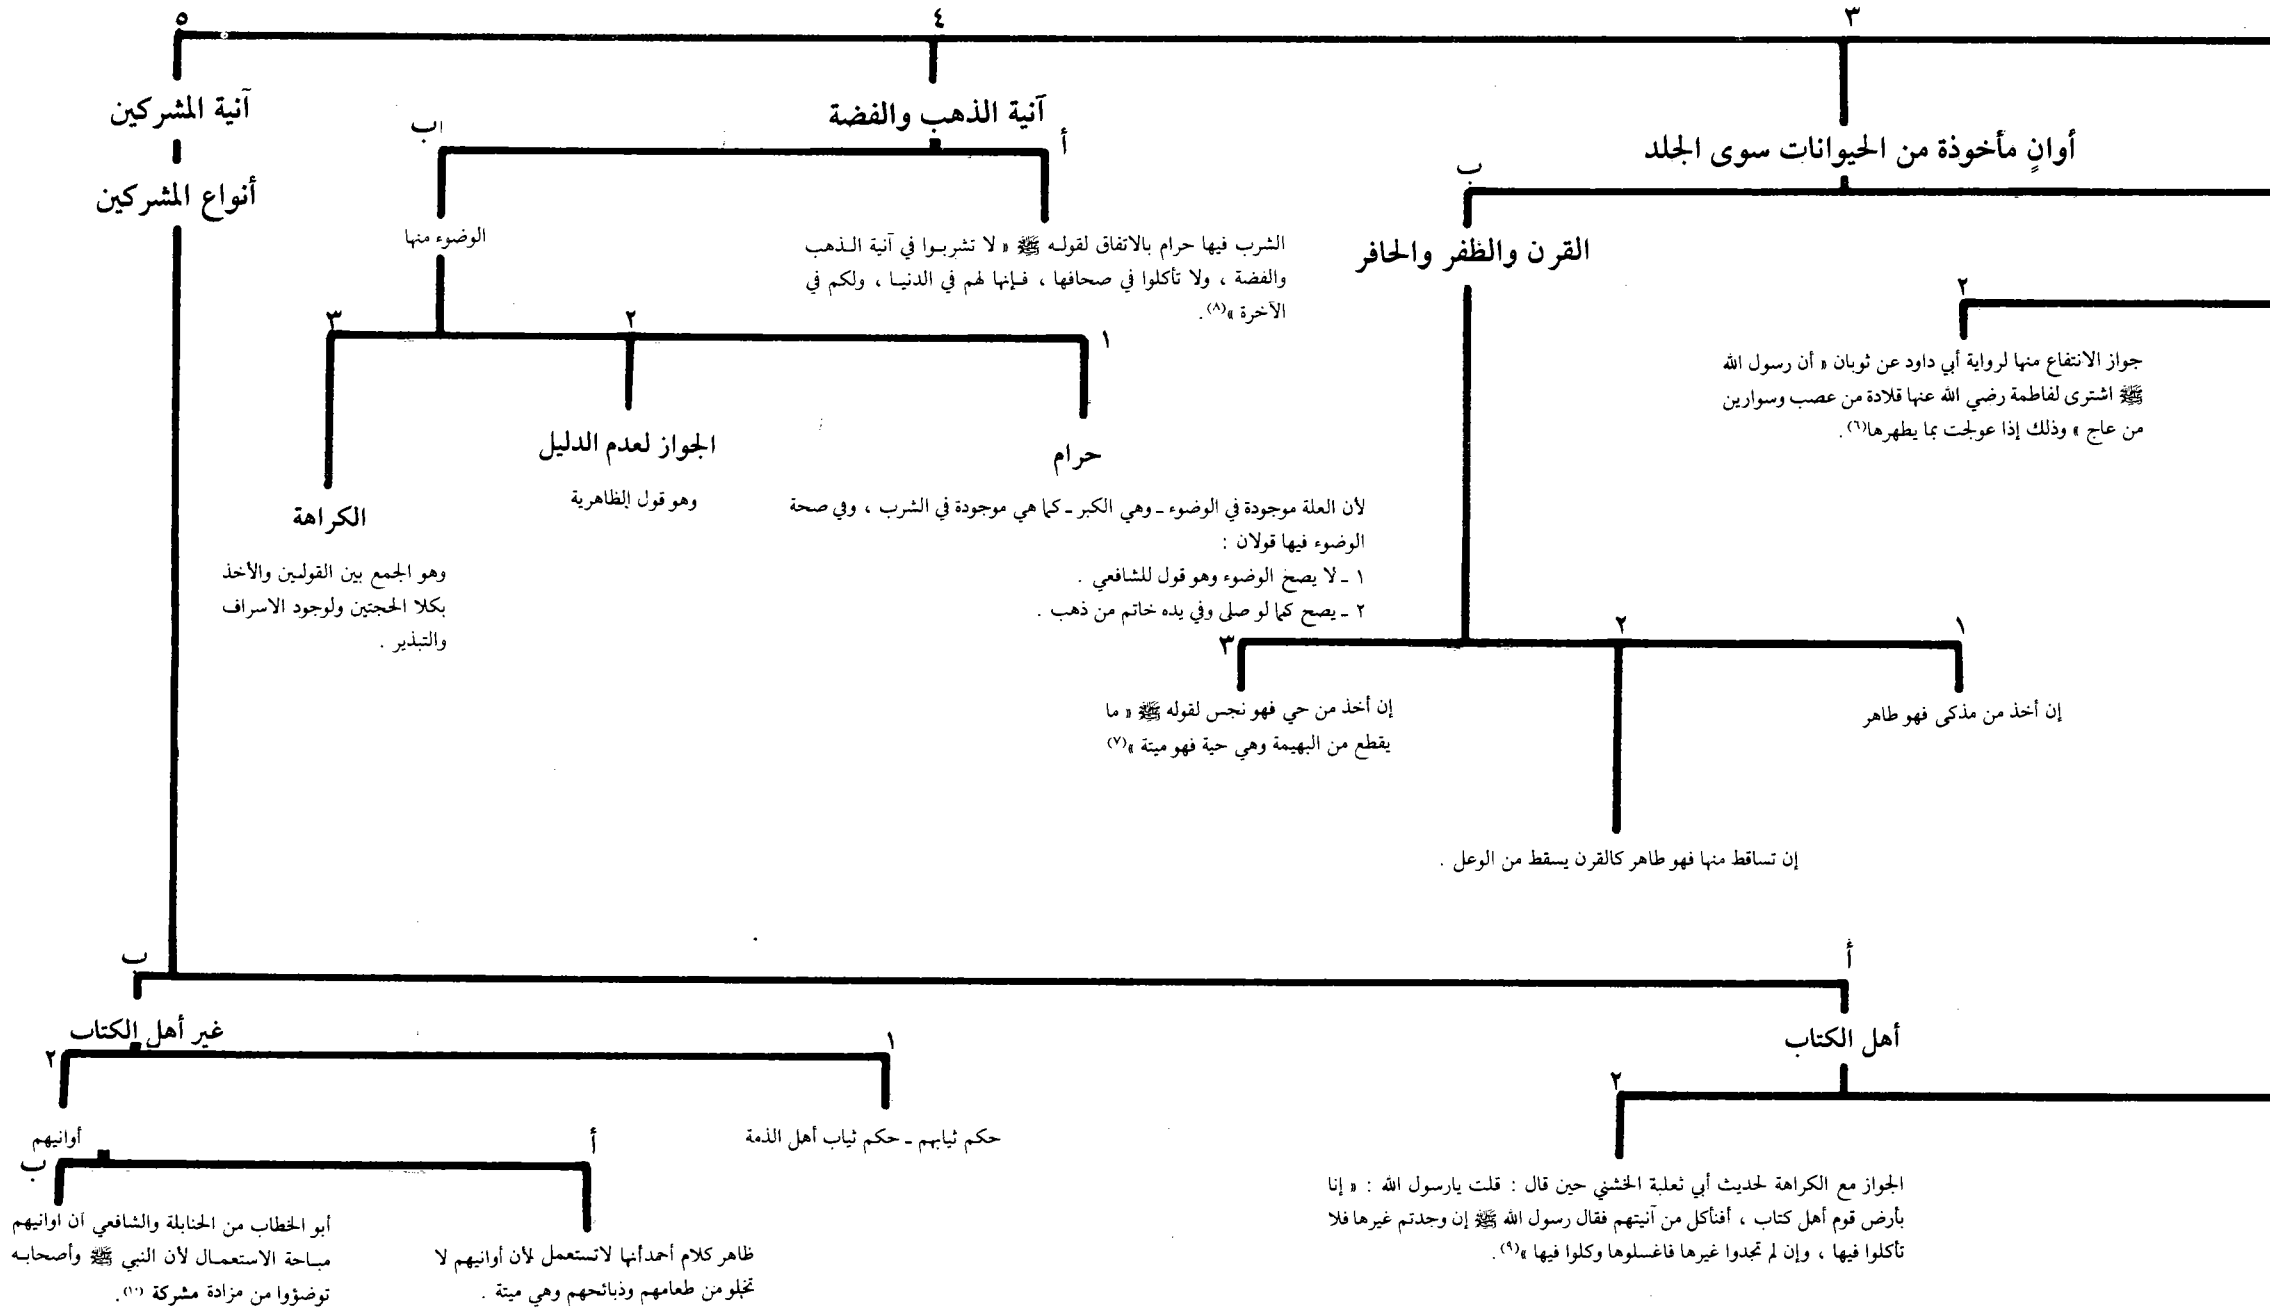 ٣
أوانٍ مأخوذة من الحيوانات سوى الجلد
٢
جواز الانتفاع منها لرواية أبي داود عن ثوبان « أن رسول الله
ﷺ اشترى لفاطمة رضي الله عنها قلادة من عصب وسوارين
من عاج » وذلك إذا عولجت بما يطهرها(٦) .
ب
القرن والظفر والحافر
١
إن أخذ من مذكى فهو طاهر
٢
إن تساقط منها فهو طاهر كالقرن يسقط من الوعل .
٣
إن أخذ من حي فهو نجس لقوله ﷺ « ما
يقطع من البهيمة وهي حية فهو ميتة »(٧)
٤
آنية الذهب والفضة
أ
الشرب فيها حرام بالاتفاق لقوله ﷺ « لا تشربوا في آنية الذهب
والفضة ، ولا تأكلوا في صحافها ، فإنها لهم في الدنيا ، ولكم في
الآخرة »(٨) .
ب
الوضوء منها
١
حرام
لأن العلة موجودة في الوضوء ـ وهي الكبر ـ كما هي موجودة في الشرب ، وفي صحة
الوضوء فيها قولان :
١ ـ لا يصخ الوضوء وهو قول للشافعي .
٢ ـ يصح كما لو صلى وفي يده خاتم من ذهب .
٢
الجواز لعدم الدليل
وهو قول الظاهرية
٣
الكراهة
وهو الجمع بين القولين والأخذ
بكلا الحجتين ولوجود الاسراف
والتبذير .
٥
آنية المشركين
أنواع المشركين
أ
أهل الكتاب
٢
الجواز مع الكراهة لحديث أبي ثعلبة الخشني حين قال : قلت يارسول الله : « إنا
بأرض قوم أهل كتاب ، أفنأكل من آنيتهم فقال رسول الله ﷺ إن وجدتم غيرها فلا
تأكلوا فيها ، وإن لم تجدوا غيرها فاغسلوها وكلوا فيها »(٩) .
ب
غير أهل الكتاب
١
حكم ثيابهم ـ حكم ثياب أهل الذمة
٢
أوانيهم
أ
ظاهر كلام أحمد أنها لا تستعمل لأن أوانيهم لا
تخلو من طعامهم وذبائحهم وهي ميتة .
ب
أبو الخطاب من الحنابلة والشافعي ان اوانيهم
مباحة الاستعمال لأن النبي ﷺ وأصحابه
توضؤوا من مزادة مشركة (١٠) .